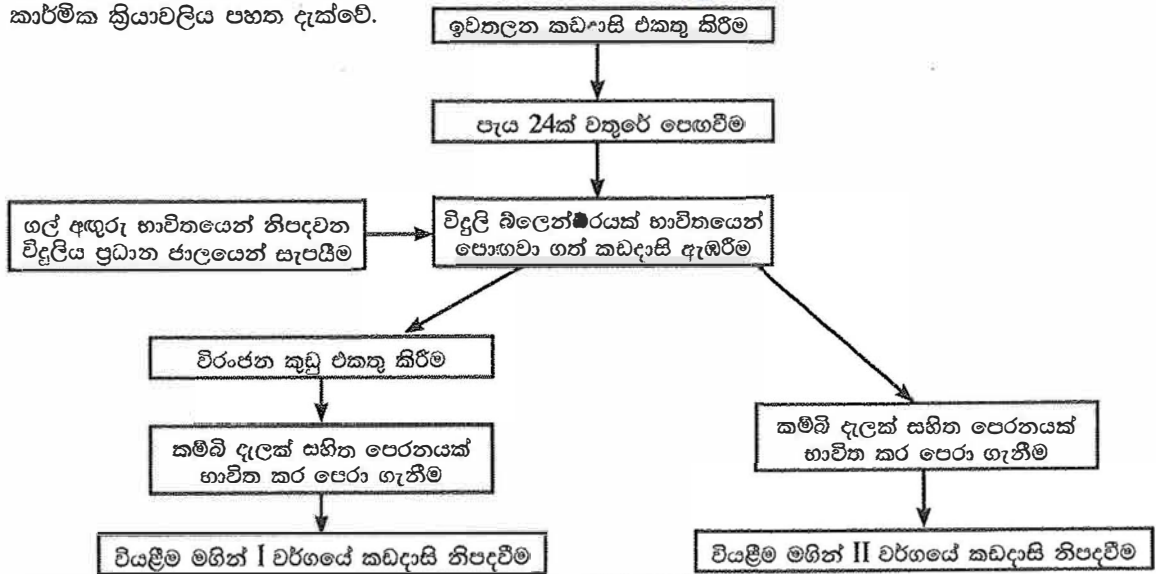 කාර්මික ක්‍රියාවලිය පහත දැක්වේ.
ඉවතලන කඩදාසි එකතු කිරීම
පැය 24ක් වතුරේ පෙඟවීම
ගල් අඟුරු භාවිතයෙන් නිපදවන
විදුලිය ප්‍රධාන ජාලයෙන් සැපයීම
විදුලි බ්ලෙන්ඩරයක් භාවිතයෙන්
පොඟවා ගත් කඩදාසි ඇඹරීම
විරංජන කුඩු එකතු කිරීම
කම්බි දැලක් සහිත පෙරනයක්
භාවිත කර පෙරා ගැනීම
වියළීම මගින් I වර්ගයේ කඩදාසි නිපදවීම
කම්බි දැලක් සහිත පෙරනයක්
භාවිත කර පෙරා ගැනීම
වියළීම මගින් II වර්ගයේ කඩදාසි නිපදවීම